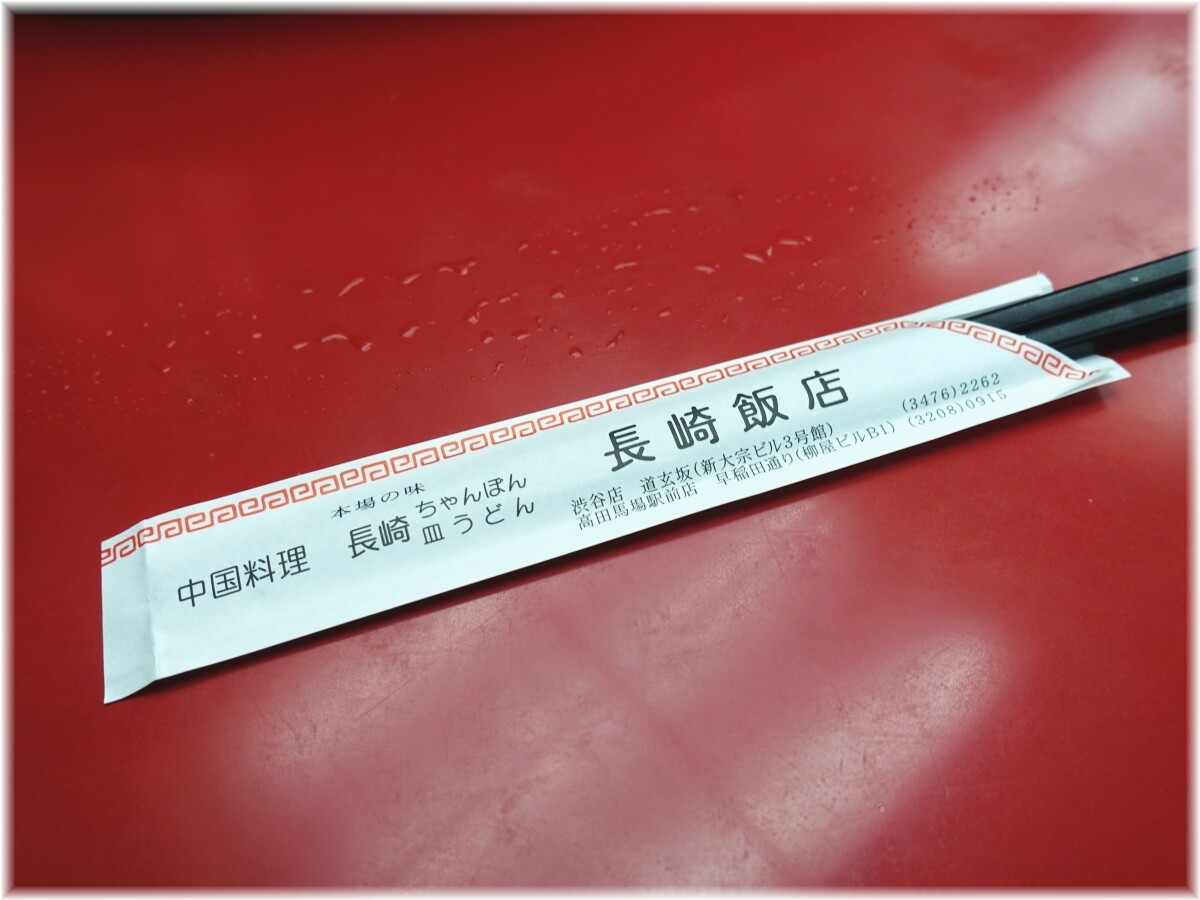 中国料理
本場の味
長崎
ちゃんぽん
皿うどん
長崎飯店
渋谷店 道玄坂(新大宗ビル3号館) (3476)2262
高田馬場駅前店 早稲田通り(柳屋ビルB1) (3208)0915